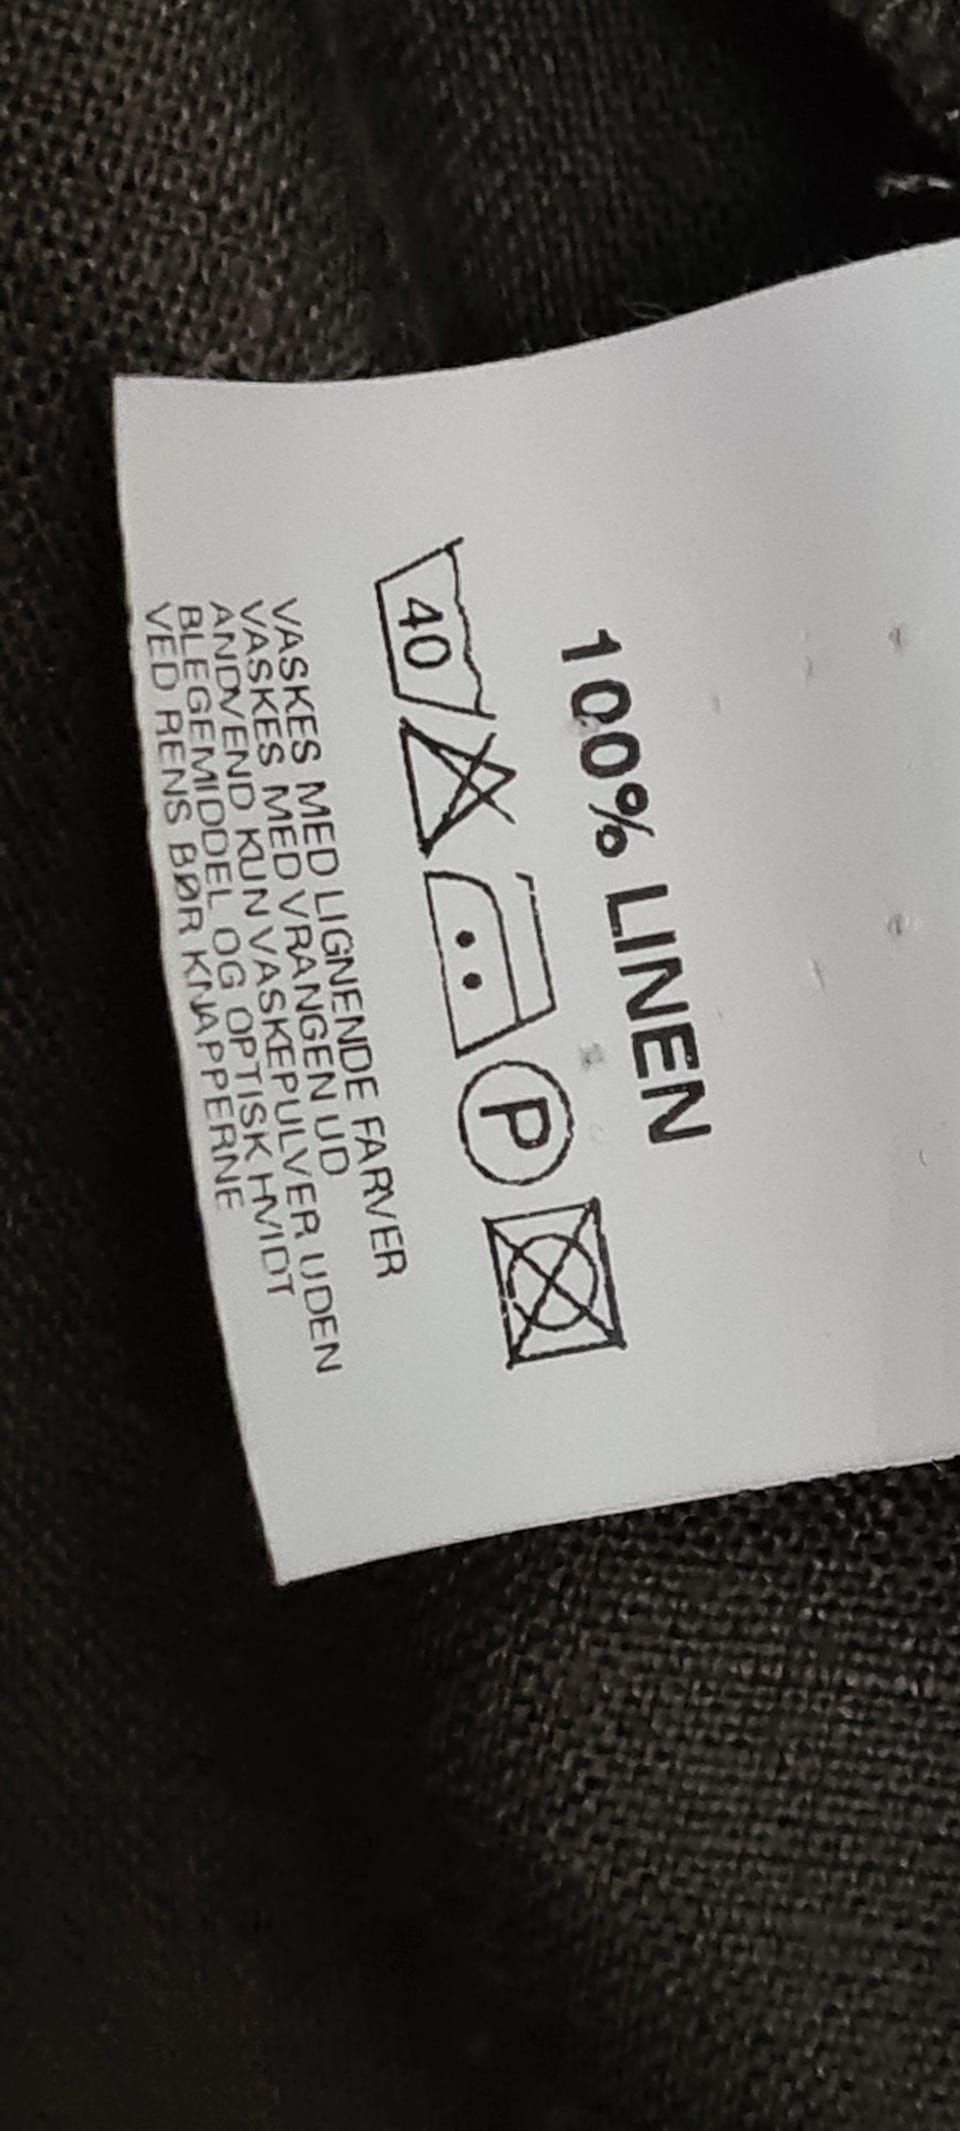 100% LINEN
40
P
VASKES MED LIGNENDE FARVER
VASKES MED VRANGEN UD
ANDVEND KUN VASKEPULVER UDEN
BLEGEMIDDEL OG OPTISK HVIDT
VED RENS BØR KNAPPERNE